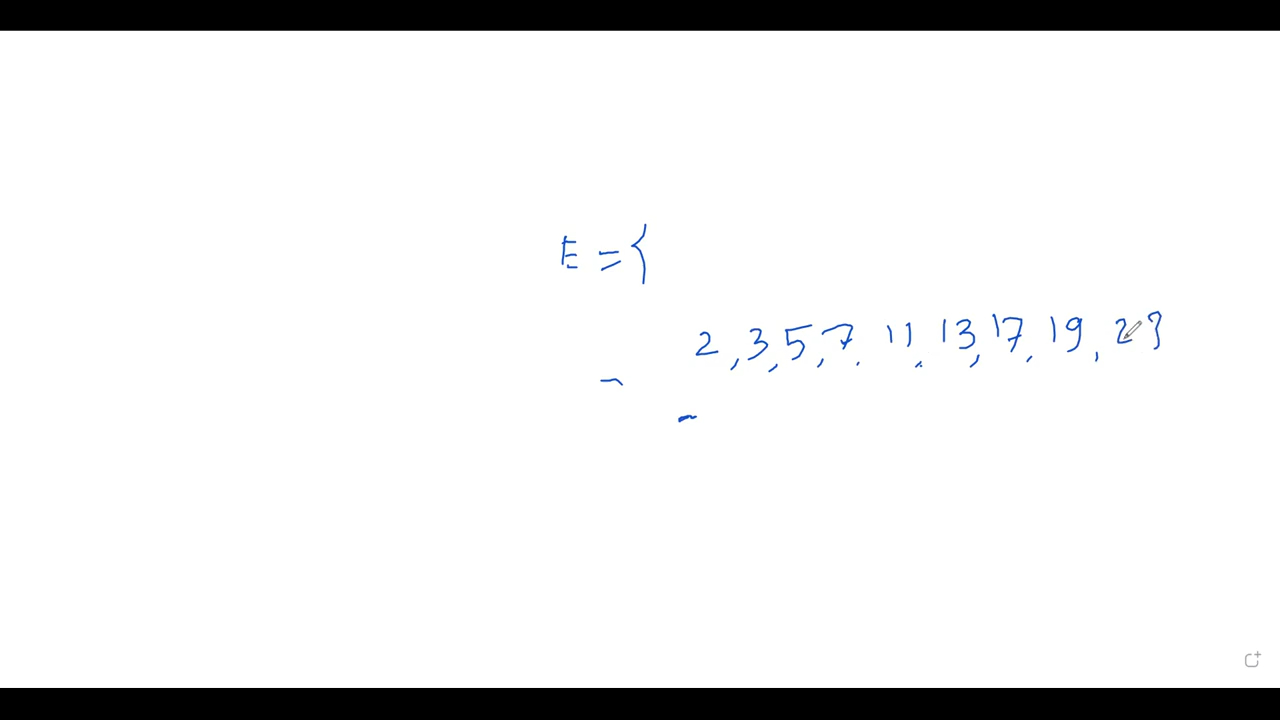 E = {
2, 3, 5, 7, 11, 13, 17, 19, 23